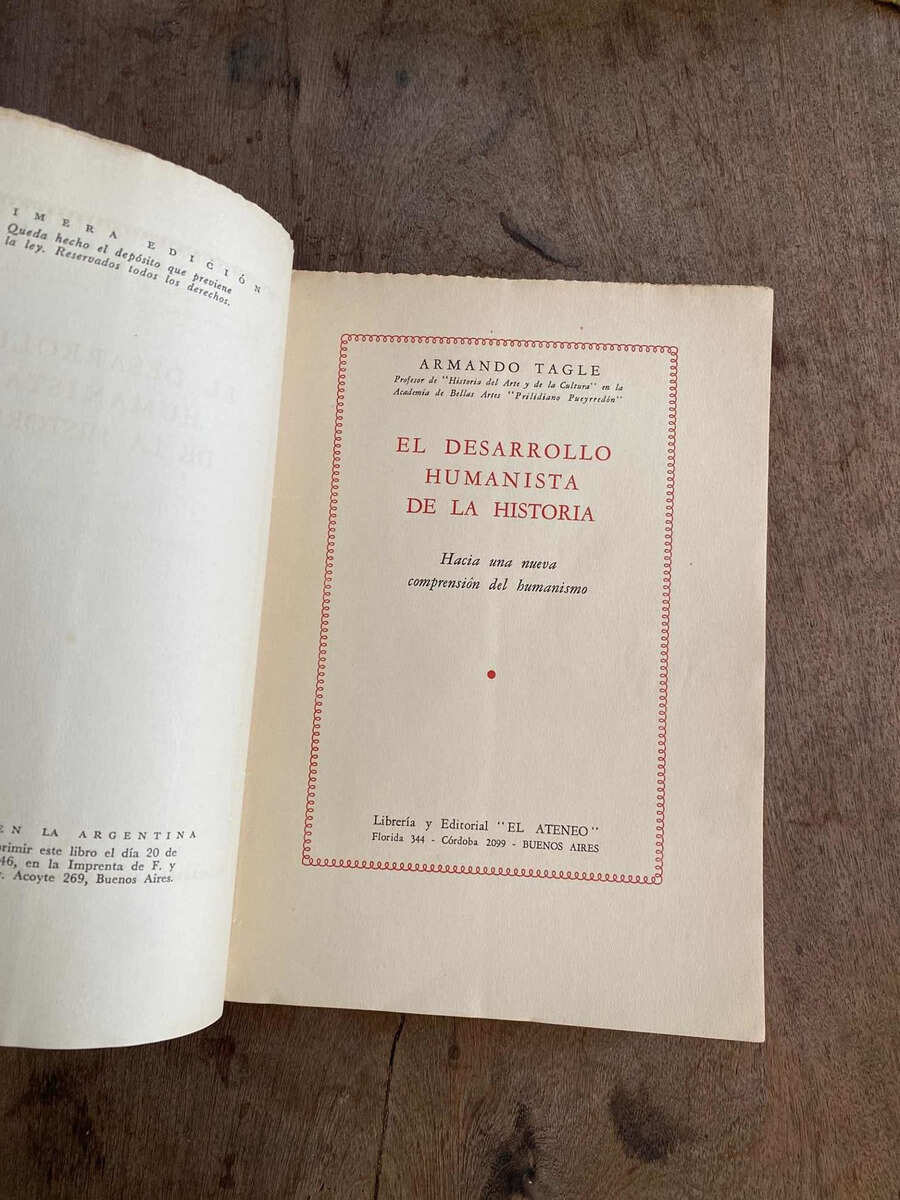 IMERA EDICIÓN
Queda hecho el depósito que previene
la ley. Reservados todos los derechos.
EN LA ARGENTINA
primir este libro el día 20 de
46, en la Imprenta de F. y
Acoyte 269, Buenos Aires.
ARMANDO TAGLE
Profesor de "Historia del Arte y de la Cultura" en la
Academia de Bellas Artes "Prilidiano Pueyrredón"
EL DESARROLLO
HUMANISTA
DE LA HISTORIA
Hacia una nueva
comprensión del humanismo
Librería y Editorial "EL ATENEO"
Florida 344 - Córdoba 2099 - BUENOS AIRES